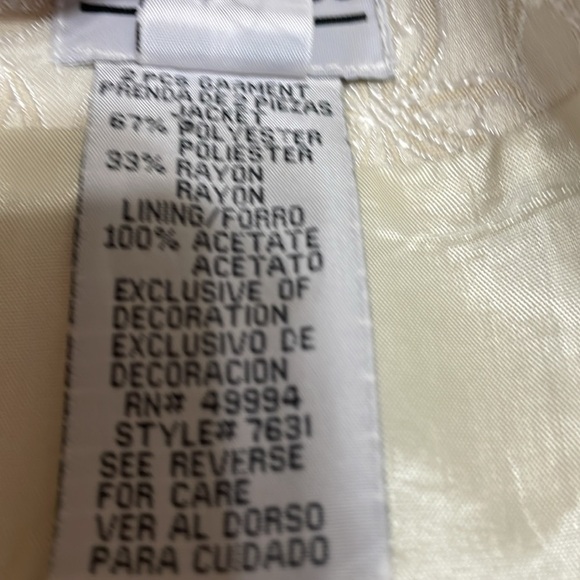 2 PCS GARMENT
PRENDA DE 2 PIEZAS
JACKET
67% POLYESTER
POLIESTER
33% RAYON
RAYON
LINING/FORRO
100% ACETATE
ACETATO
EXCLUSIVE OF
DECORATION
EXCLUSIVO DE
DECORACION
RN# 49994
STYLE# 7631
SEE REVERSE
FOR CARE
VER AL DORSO
PARA CUIDADO